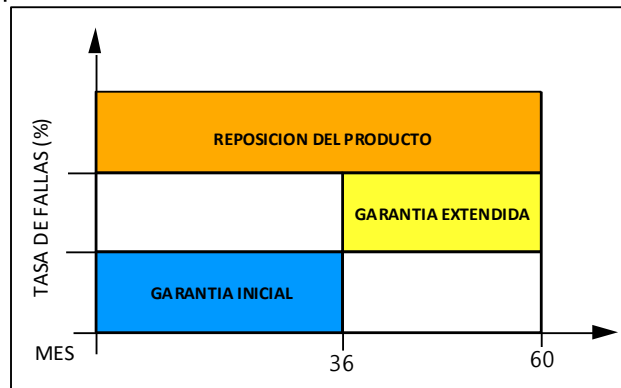 TASA DE FALLAS (%)
REPOSICION DEL PRODUCTO
GARANTIA EXTENDIDA
GARANTIA INICIAL
MES
36
60